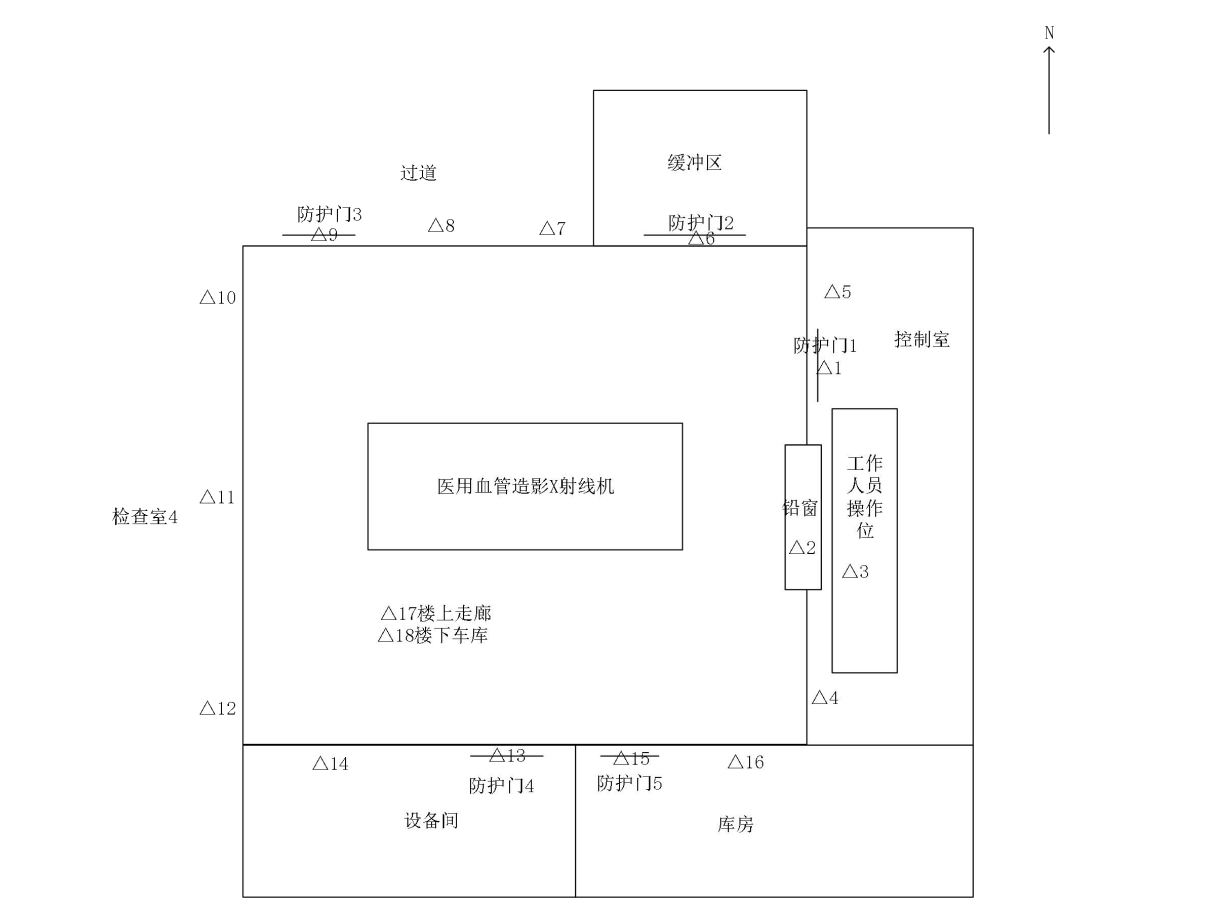 N
缓冲区
过道
防护门3
△9
△8
△7
防护门2
△6
△10
△5
防护门1
△1
控制室
医用血管造影X射线机
工作
人员
操作
位
铅窗
△2
△3
△11
检查室4
△17楼上走廊
△18楼下车库
△12
△4
△14
△13
防护门4
△15
防护门5
△16
设备间
库房